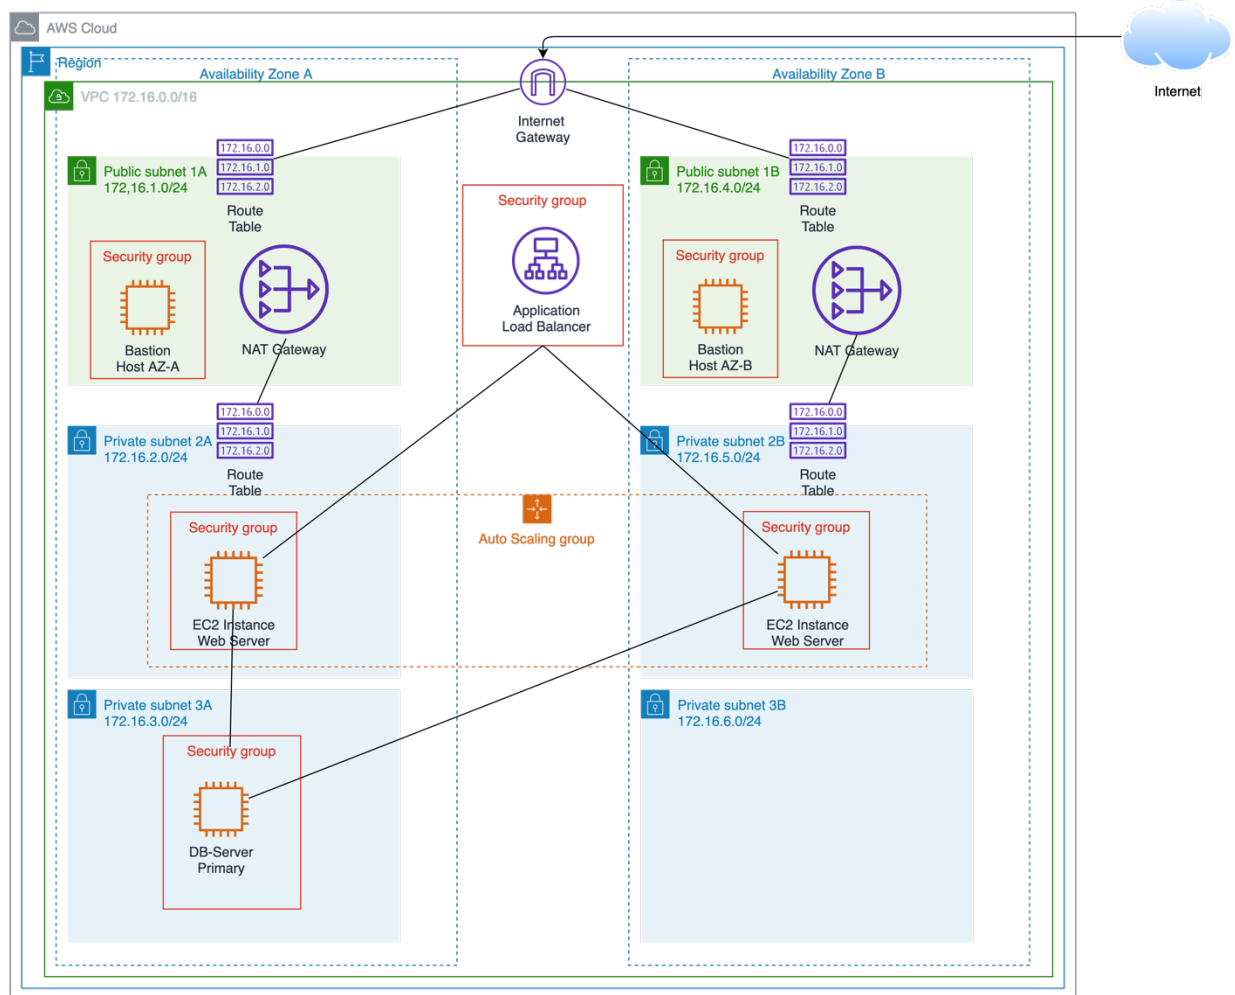 AWS Cloud
Region
Availability Zone A
Availability Zone B
Internet
VPC 172.16.0.0/16
Internet
Gateway
172.16.0.0
172.16.1.0
172.16.2.0
Public subnet 1A
172,16.1.0/24
Route
Table
Security group
Bastion
Host AZ-A
NAT Gateway
Security group
Application
Load Balancer
172.16.0.0
172.16.1.0
172.16.2.0
Public subnet 1B
172.16.4.0/24
Route
Table
Security group
Bastion
Host AZ-B
NAT Gateway
172.16.0.0
172.16.1.0
172.16.2.0
Private subnet 2A
172.16.2.0/24
Route
Table
172.16.0.0
172.16.1.0
172.16.2.0
Private subnet 2B
172.16.5.0/24
Route
Table
Auto Scaling group
Security group
EC2 Instance
Web Server
Security group
EC2 Instance
Web Server
Private subnet 3A
172.16.3.0/24
Security group
DB-Server
Primary
Private subnet 3B
172.16.6.0/24